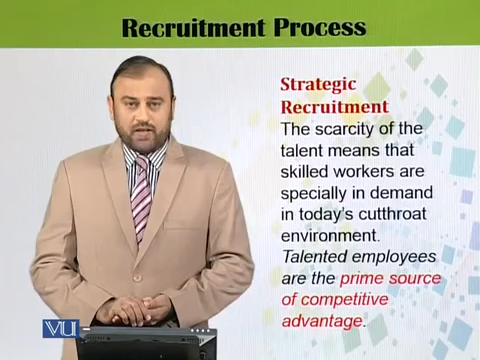 Recruitment Process
Strategic
Recruitment
The scarcity of the
talent means that
skilled workers are
specially in demand
in today's cutthroat
environment.
Talented employees
are the prime source
of competitive
advantage.
VU